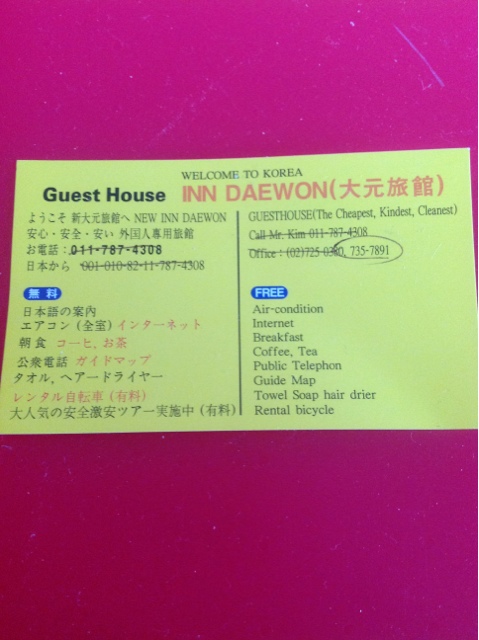 WELCOME TO KOREA
Guest House INN DAEWON(大元旅館)
ようこそ 新大元旅館へ NEW INN DAEWON
安心・安全・安い 外国人専用旅館
お電話：011-787-4308
日本から 001-010-82-11-787-4308
無料
日本語の案内
エアコン (全室) インターネット
朝食 コーヒ, お茶
公衆電話 ガイドマップ
タオル, ヘアードライヤー
レンタル自転車 (有料)
大人気の安全激安ツアー実施中 (有料)
GUESTHOUSE(The Cheapest, Kindest, Cleanest)
Call Mr. Kim 011-787-4308
Office : 735-7891
FREE
Air-condition
Internet
Breakfast
Coffee, Tea
Public Telephon
Guide Map
Towel Soap hair drier
Rental bicycle